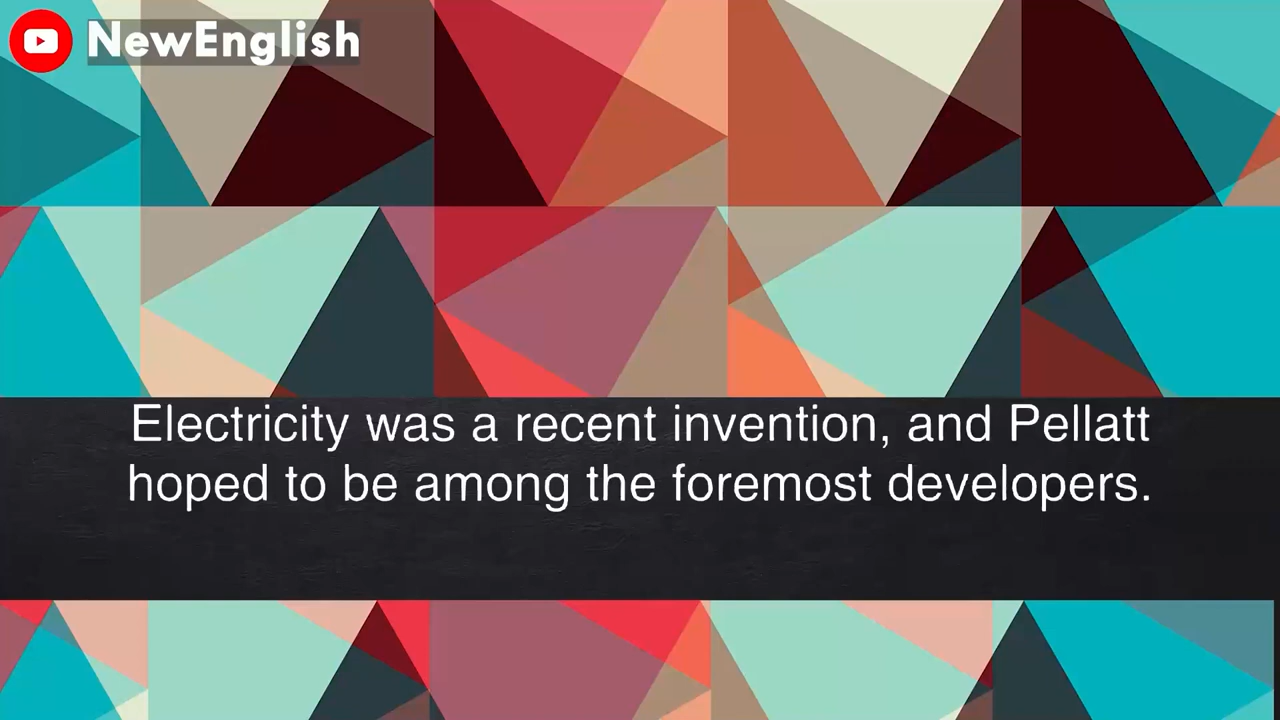 NewEnglish
Electricity was a recent invention, and Pellatt
hoped to be among the foremost developers.